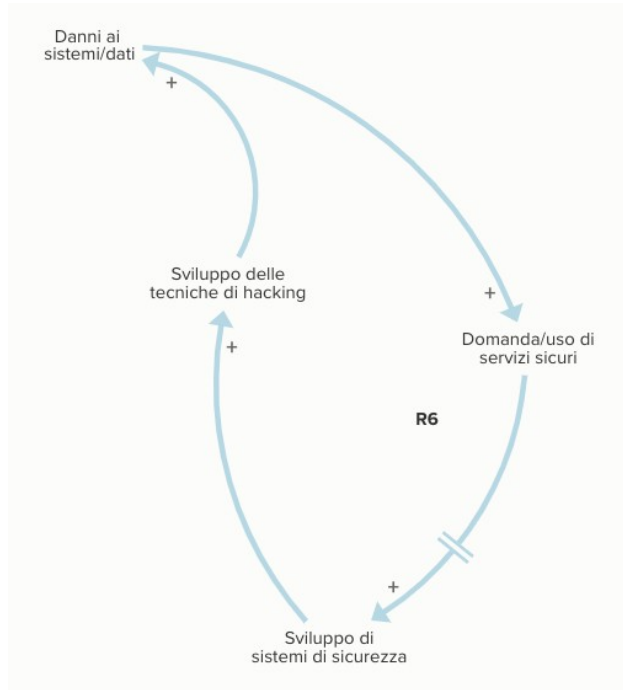 Danni ai
sistemi/dati
+
Sviluppo delle
tecniche di hacking
+
+
Domanda/uso di
servizi sicuri
R6
+
Sviluppo di
sistemi di sicurezza